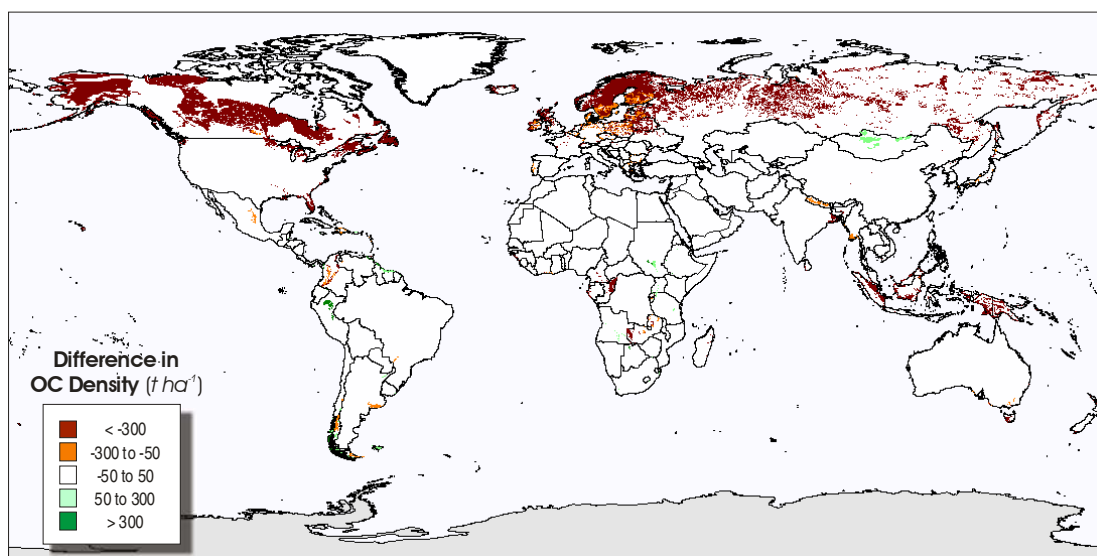 Difference in
OC Density (t ha⁻¹)
< -300
-300 to -50
-50 to 50
50 to 300
> 300